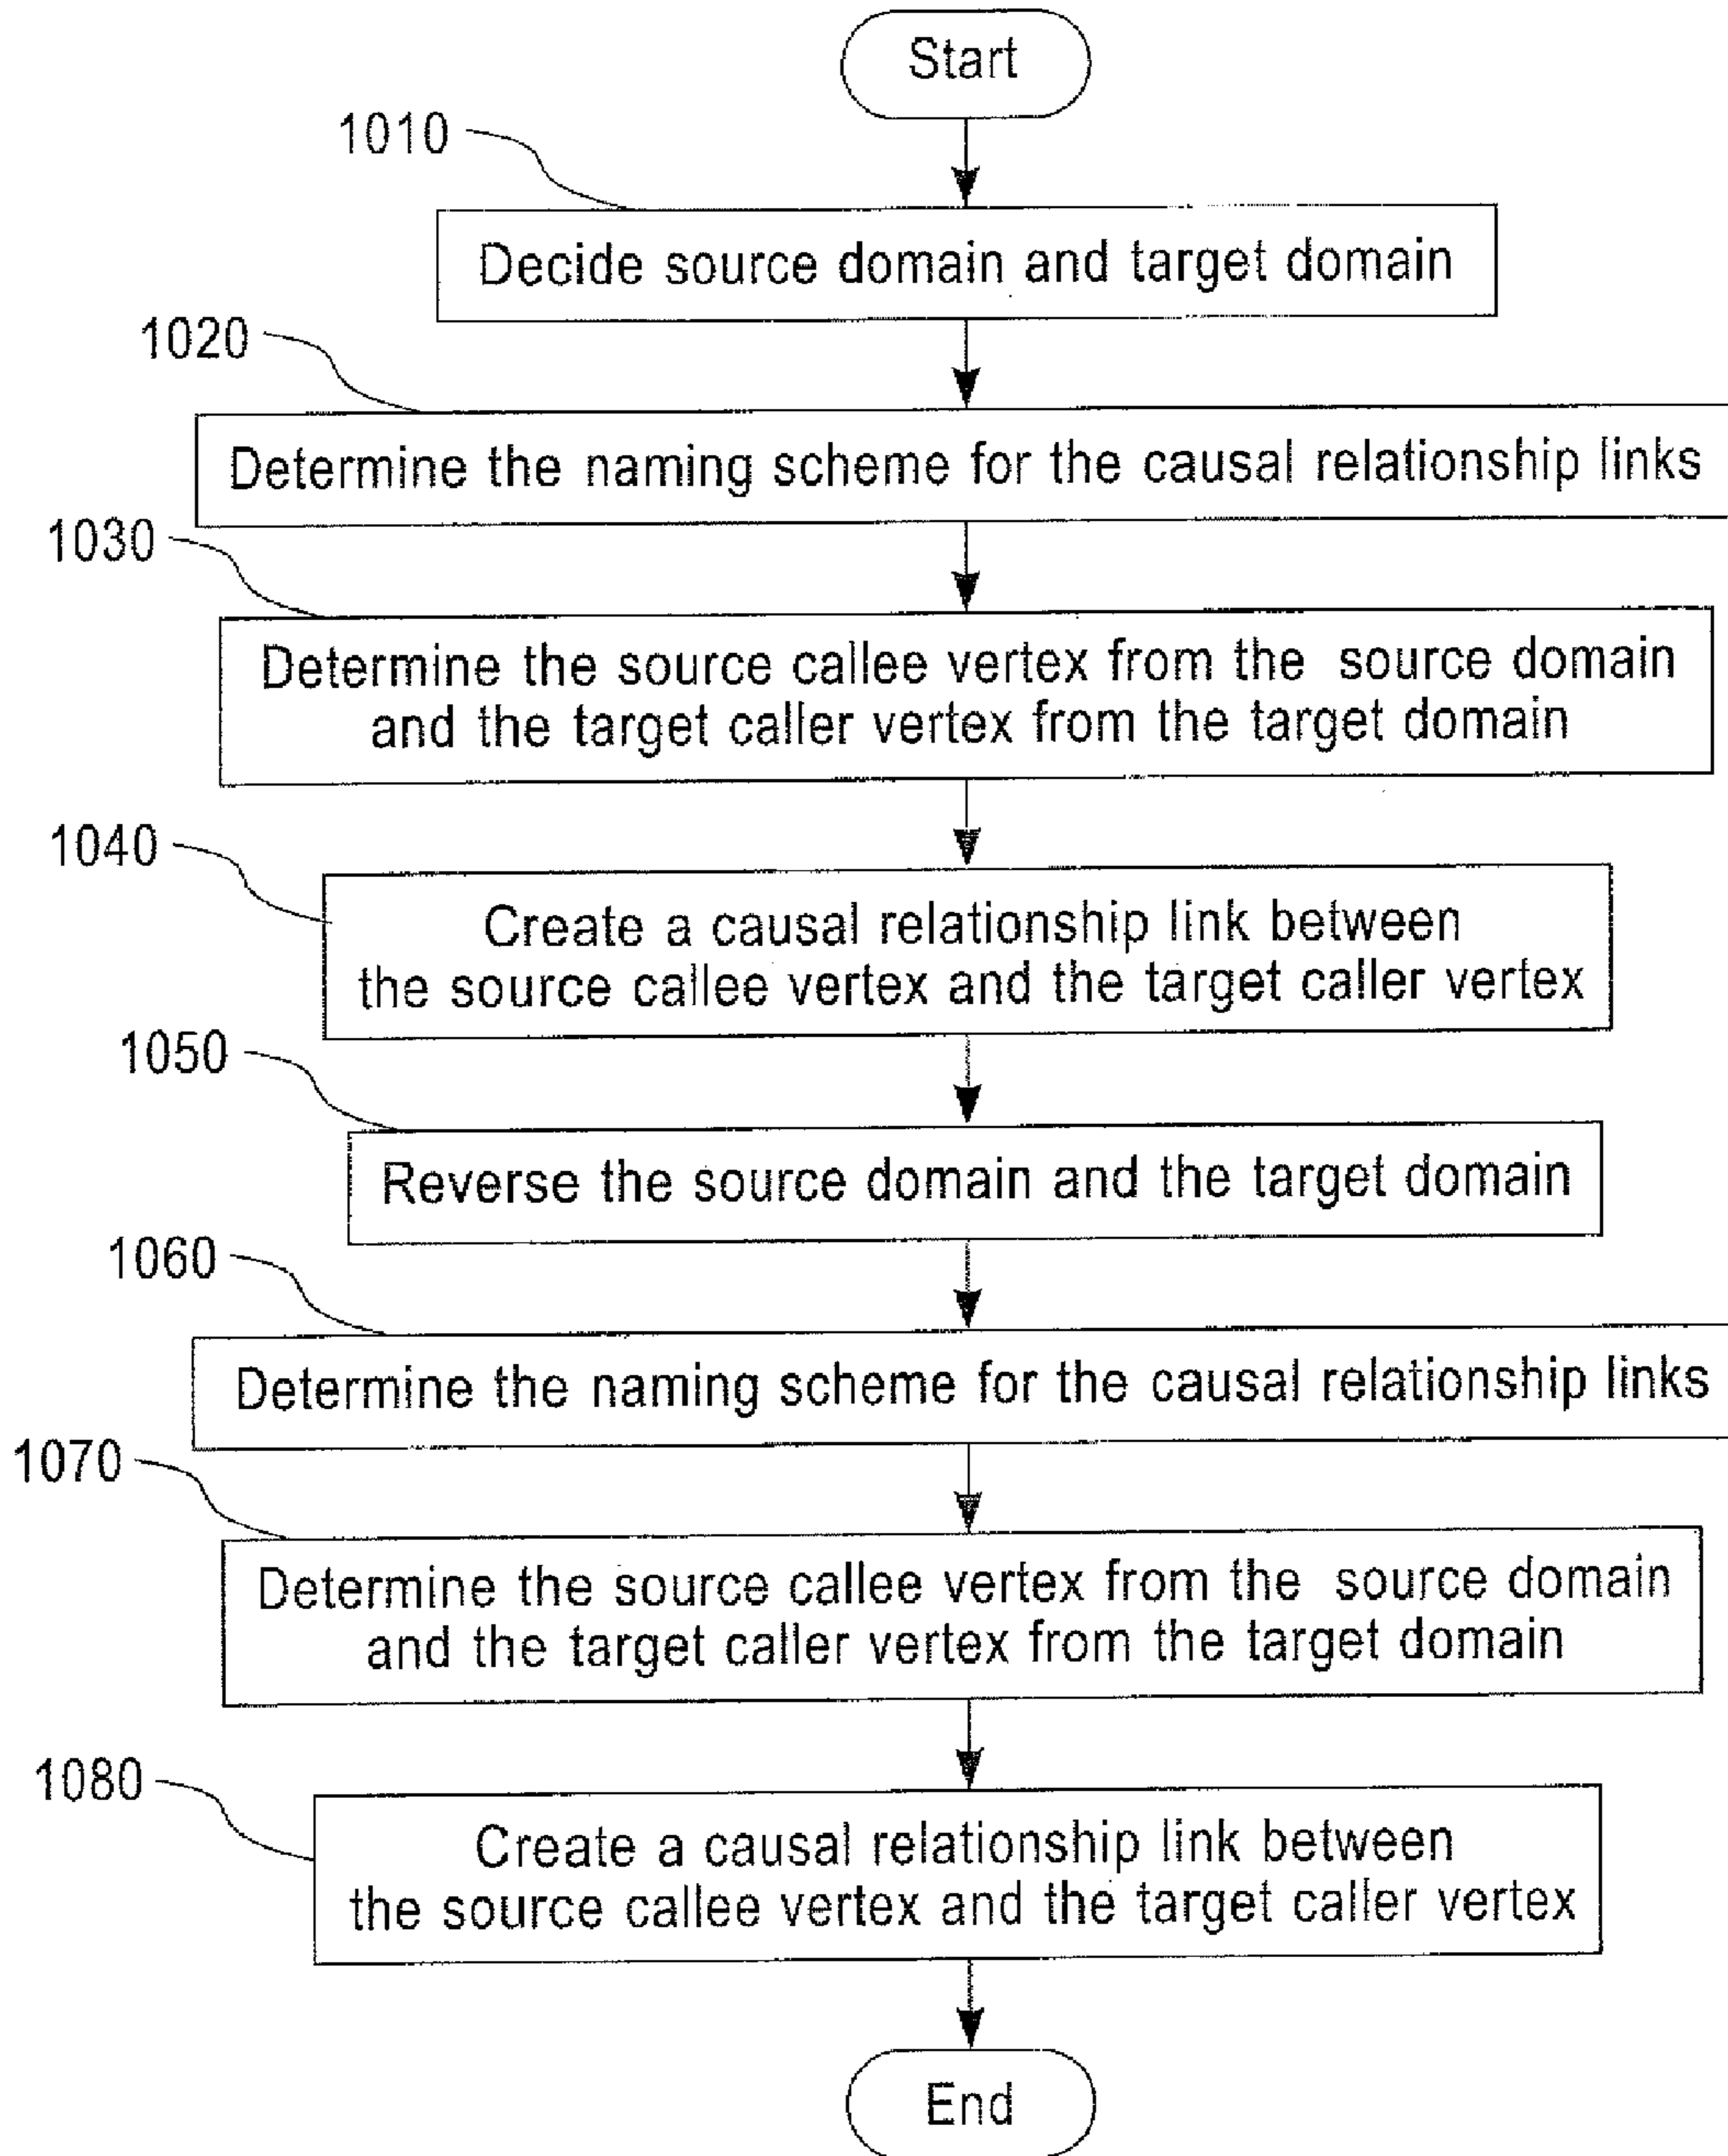 Start
1010
Decide source domain and target domain
1020
Determine the naming scheme for the causal relationship links
1030
Determine the source callee vertex from the source domain
and the target caller vertex from the target domain
1040
Create a causal relationship link between
the source callee vertex and the target caller vertex
1050
Reverse the source domain and the target domain
1060
Determine the naming scheme for the causal relationship links
1070
Determine the source callee vertex from the source domain
and the target caller vertex from the target domain
1080
Create a causal relationship link between
the source callee vertex and the target caller vertex
End